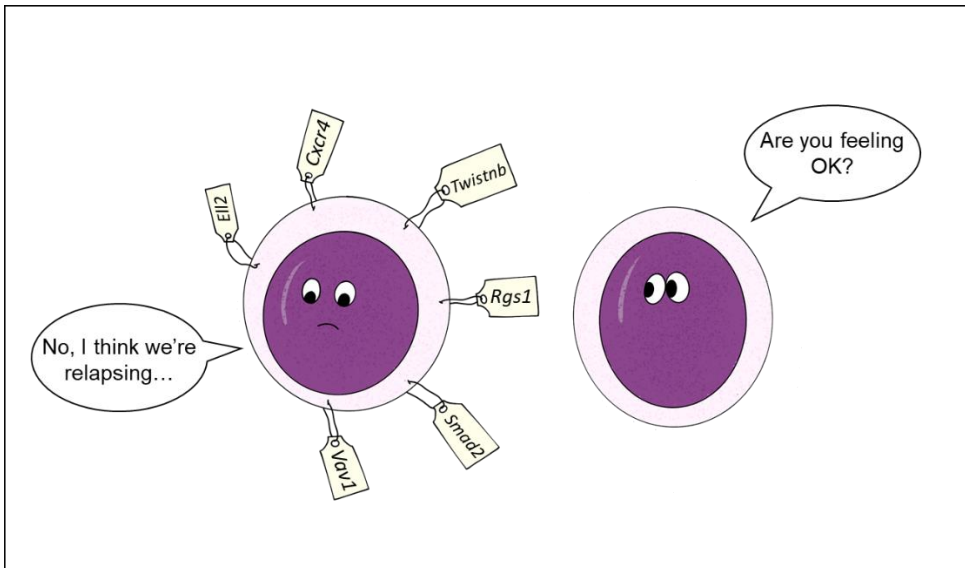 Are you feeling
OK?
Cxcr4
Twistnb
Ell2
Rgs1
No, I think we're
relapsing…
Smad2
Vav1